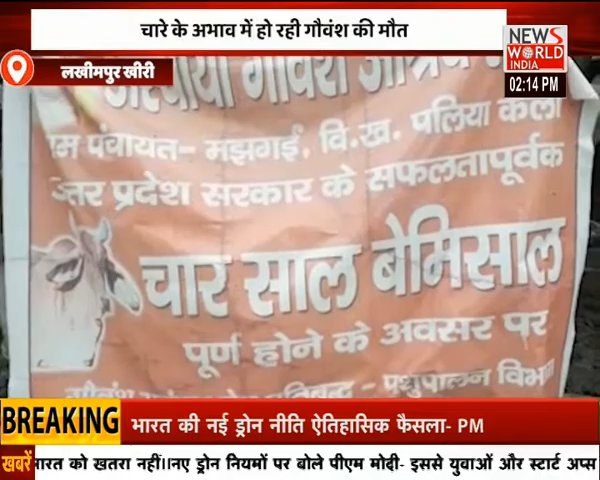 चारे के अभाव में हो रही गौवंश की मौत
NEWS
WORLD
INDIA
लखीमपुर खीरी
02:14 PM
गोवंश
पंचायत- मझगई, वि.ख. पलिया कलां
उत्तर प्रदेश सरकार के सफलतापूर्वक
चार साल बेमिसाल
पूर्ण होने के अवसर पर
- पशुपालन विभाग
BREAKING
भारत की नई ड्रोन नीति ऐतिहासिक फैसला- PM
खबरें
भारत को खतरा नहीं।।नए ड्रोन नियमों पर बोले पीएम मोदी- इससे युवाओं और स्टार्ट अप्स